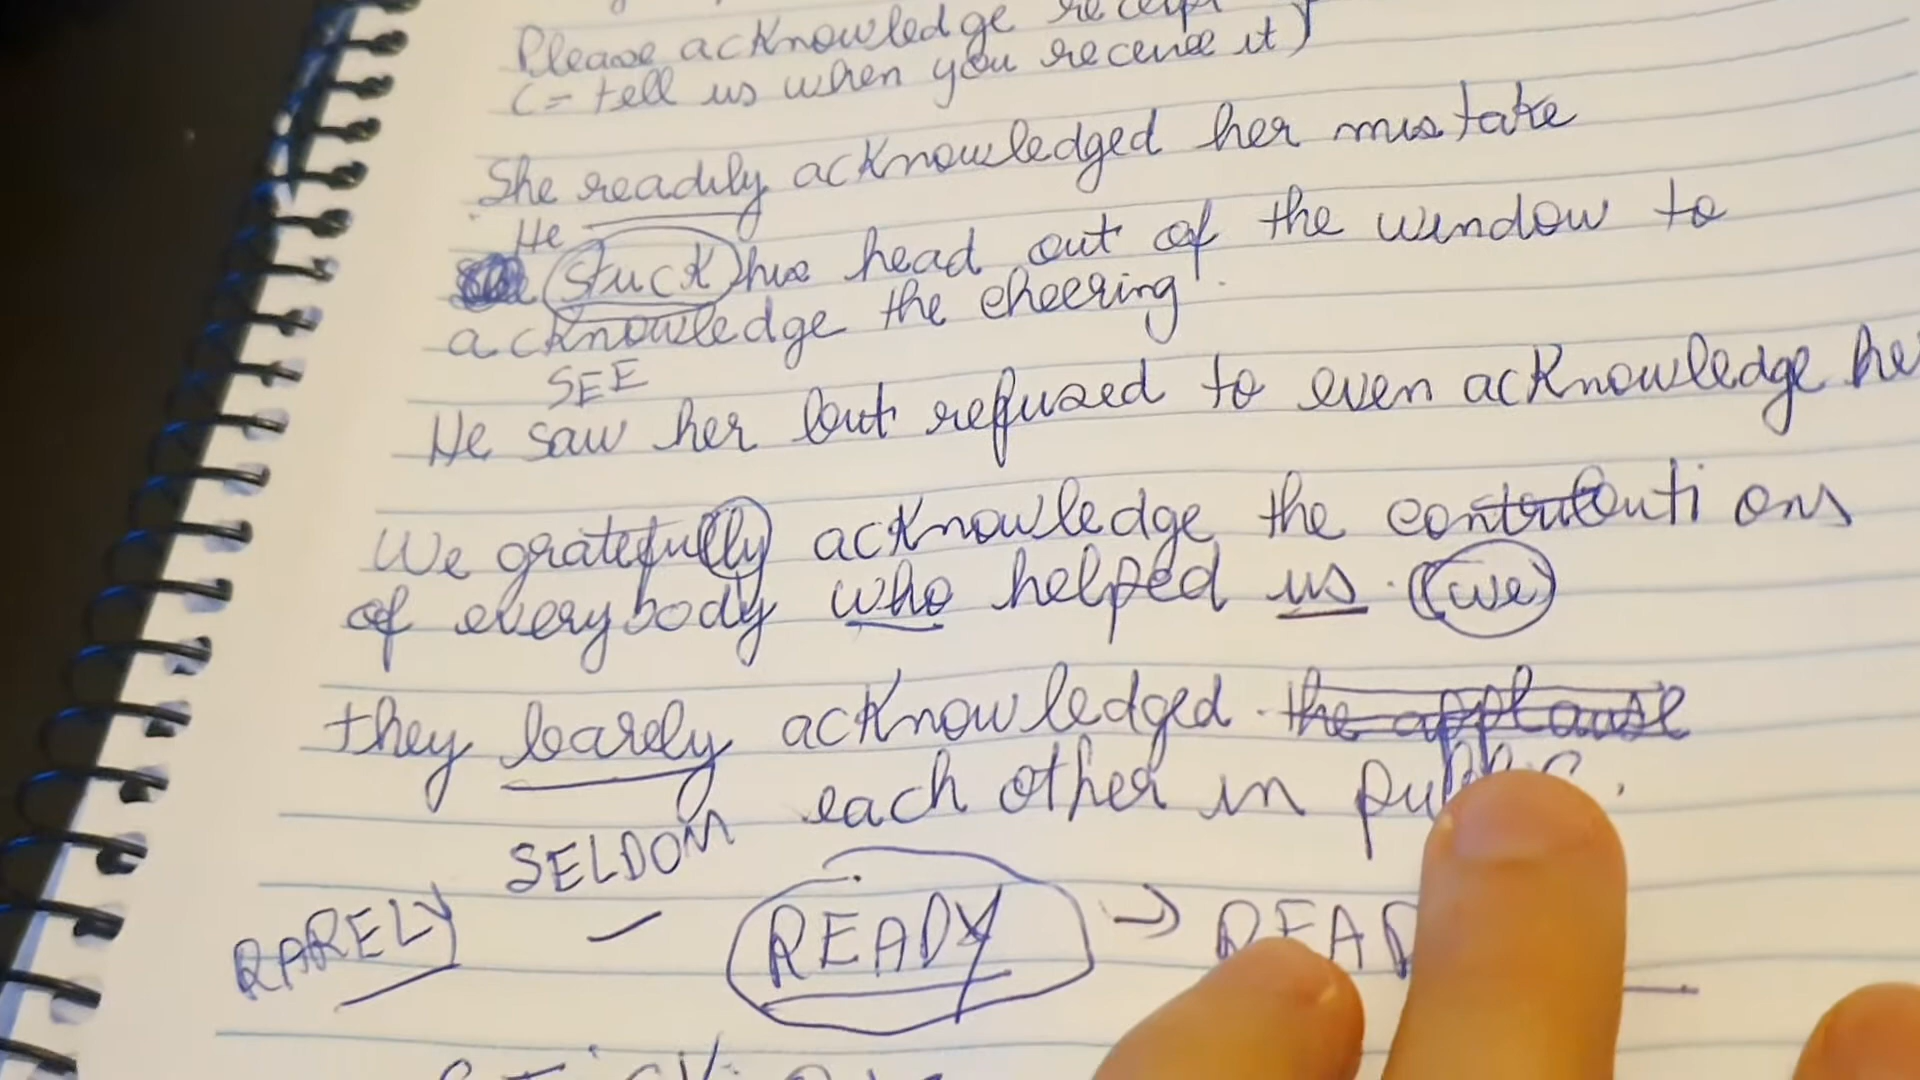 Please acknowledge receipt
(= tell us when you receive it)
She readily acknowledged her mistake
He
stuck his head out of the window to
acknowledge the cheering.
SEE
He saw her but refused to even acknowledge he
We gratefully acknowledge the contributions
of everybody who helped us. (we)
they barely acknowledged the applause
each other in public.
SELDOM
RARELY - READY → READ